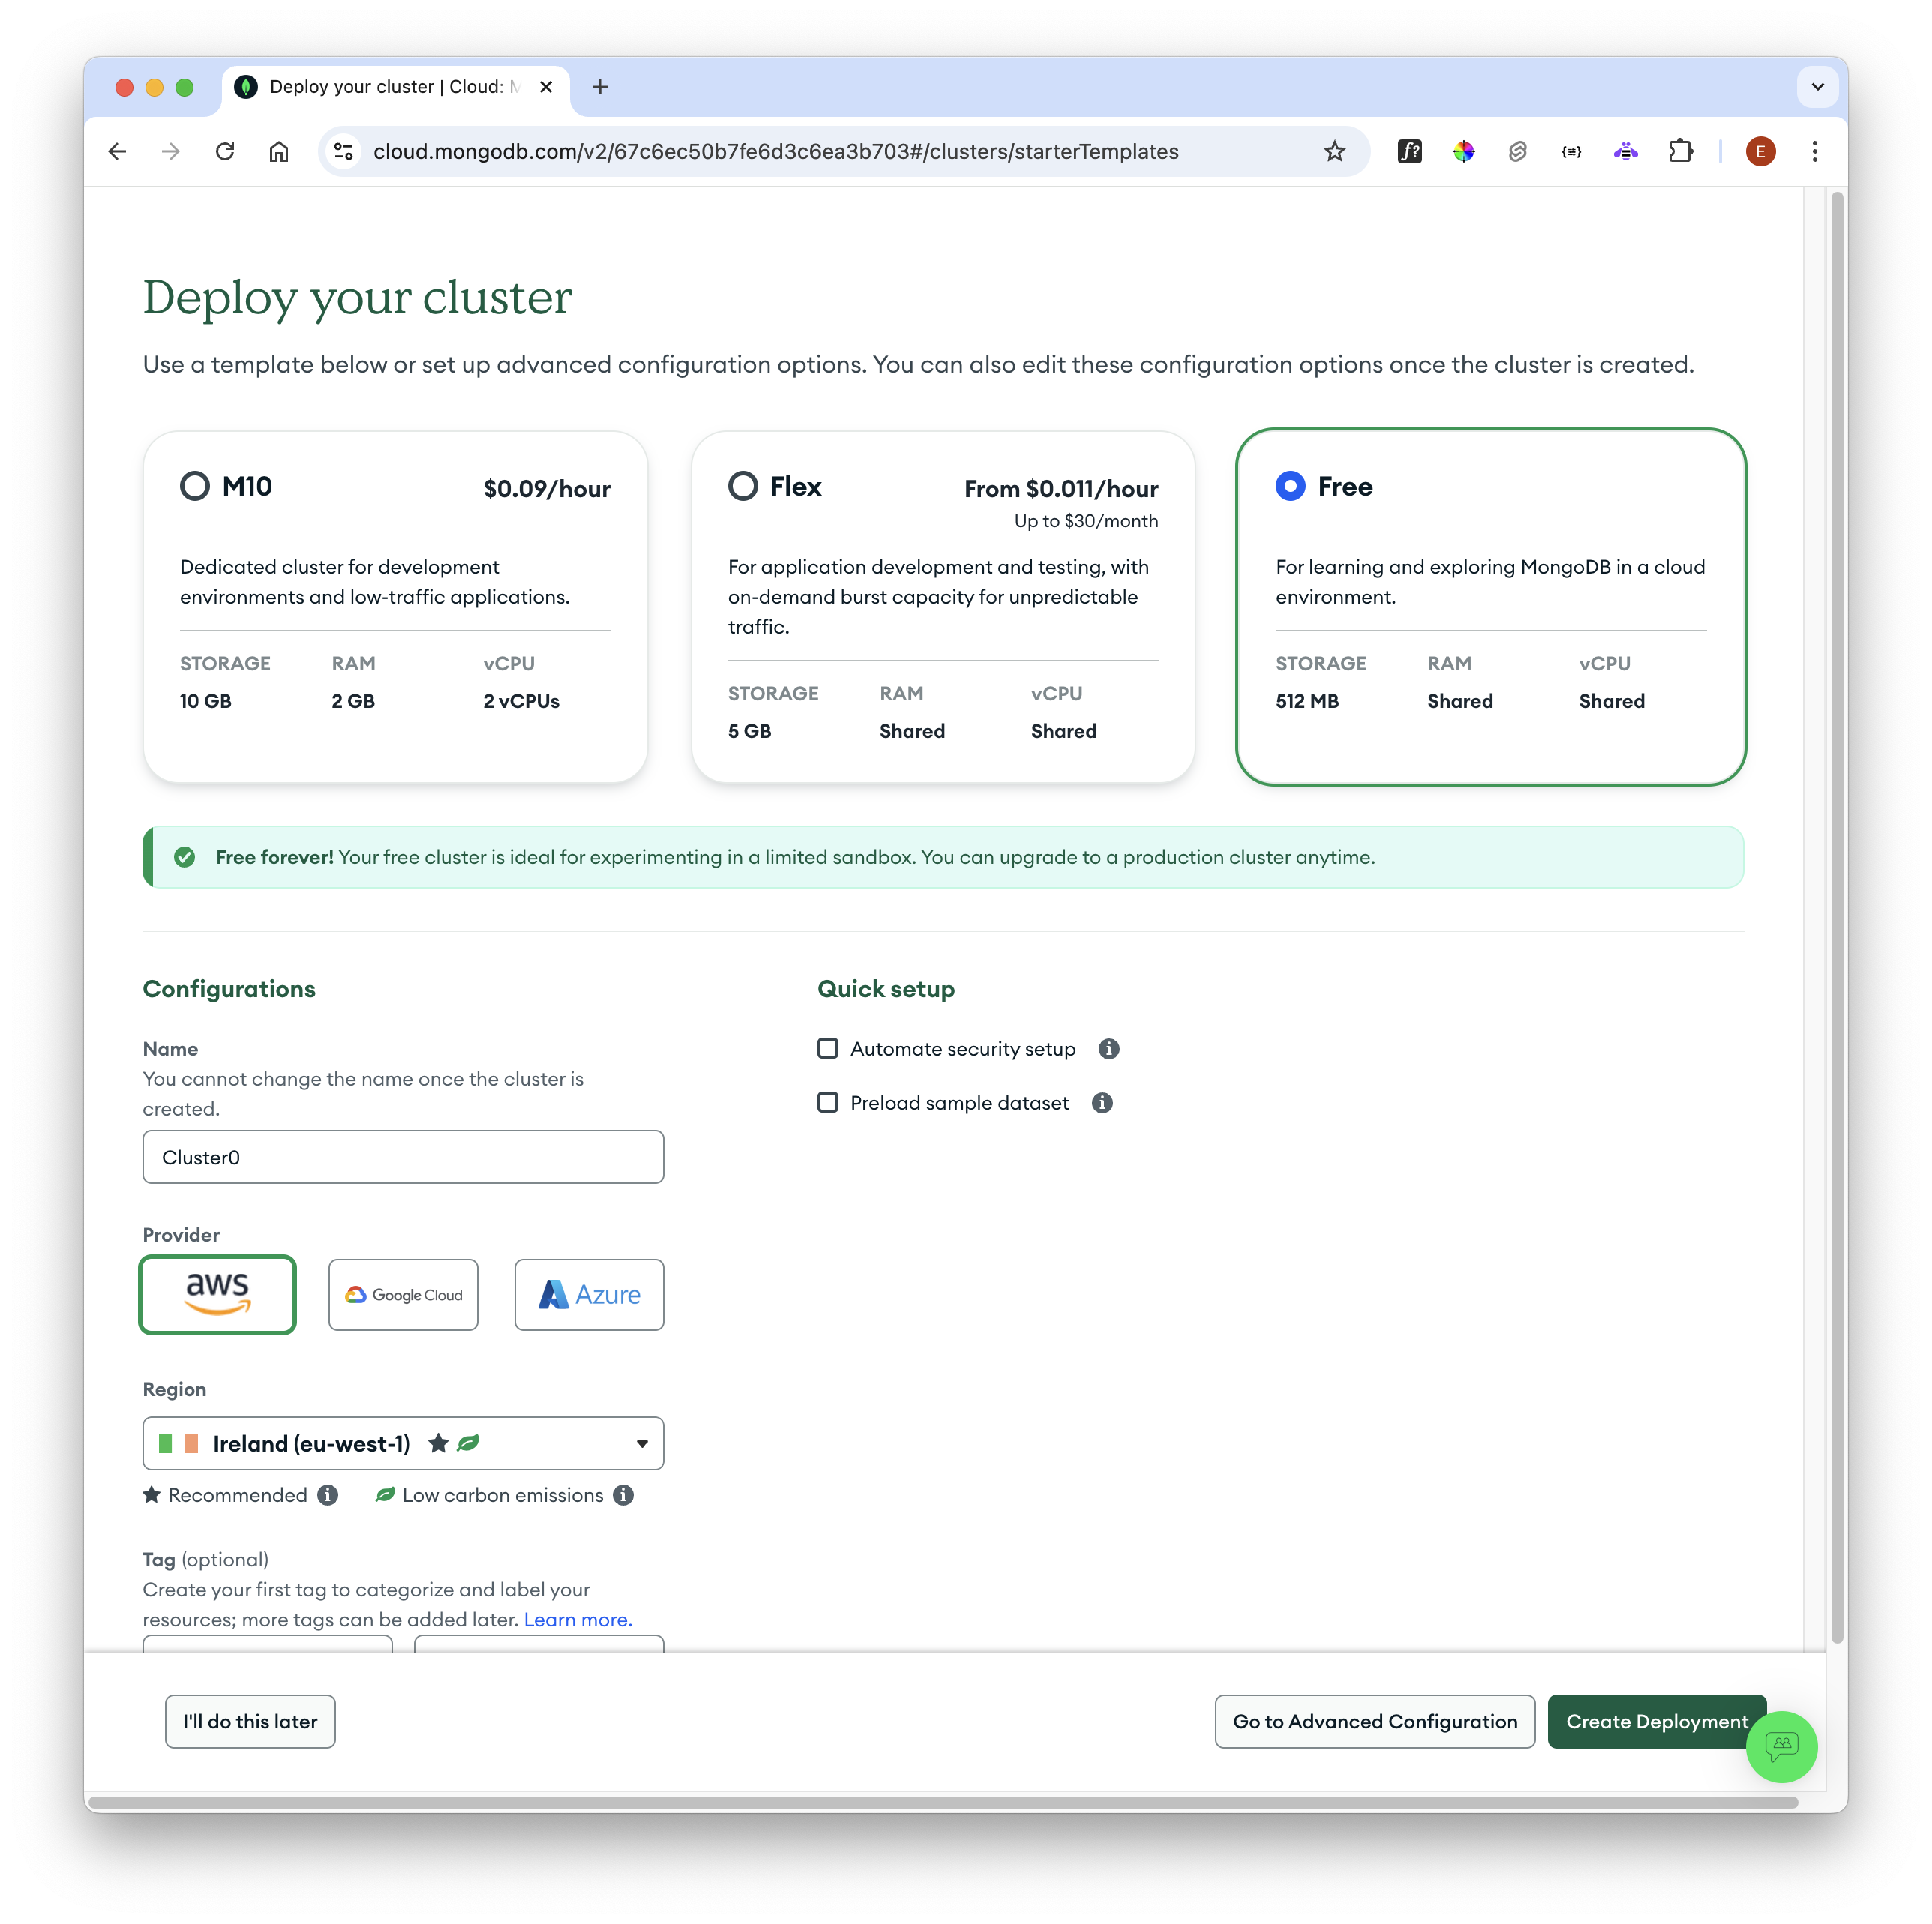 Deploy your cluster | Cloud: M
cloud.mongodb.com/v2/67c6ec50b7fe6d3c6ea3b703#/clusters/starterTemplates
f?
{≡}
E
Deploy your cluster
Use a template below or set up advanced configuration options. You can also edit these configuration options once the cluster is created.
M10
$0.09/hour
Dedicated cluster for development
environments and low-traffic applications.
STORAGE RAM vCPU
10 GB 2 GB 2 vCPUs
Flex
From $0.011/hour
Up to $30/month
For application development and testing, with
on-demand burst capacity for unpredictable
traffic.
STORAGE RAM vCPU
5 GB Shared Shared
Free
For learning and exploring MongoDB in a cloud
environment.
STORAGE RAM vCPU
512 MB Shared Shared
Free forever! Your free cluster is ideal for experimenting in a limited sandbox. You can upgrade to a production cluster anytime.
Configurations
Name
You cannot change the name once the cluster is
created.
Cluster0
Provider
aws
Google Cloud
Azure
Region
Ireland (eu-west-1)
Recommended
Low carbon emissions
Tag (optional)
Create your first tag to categorize and label your
resources; more tags can be added later. Learn more.
Quick setup
Automate security setup
Preload sample dataset
I'll do this later
Go to Advanced Configuration
Create Deployment